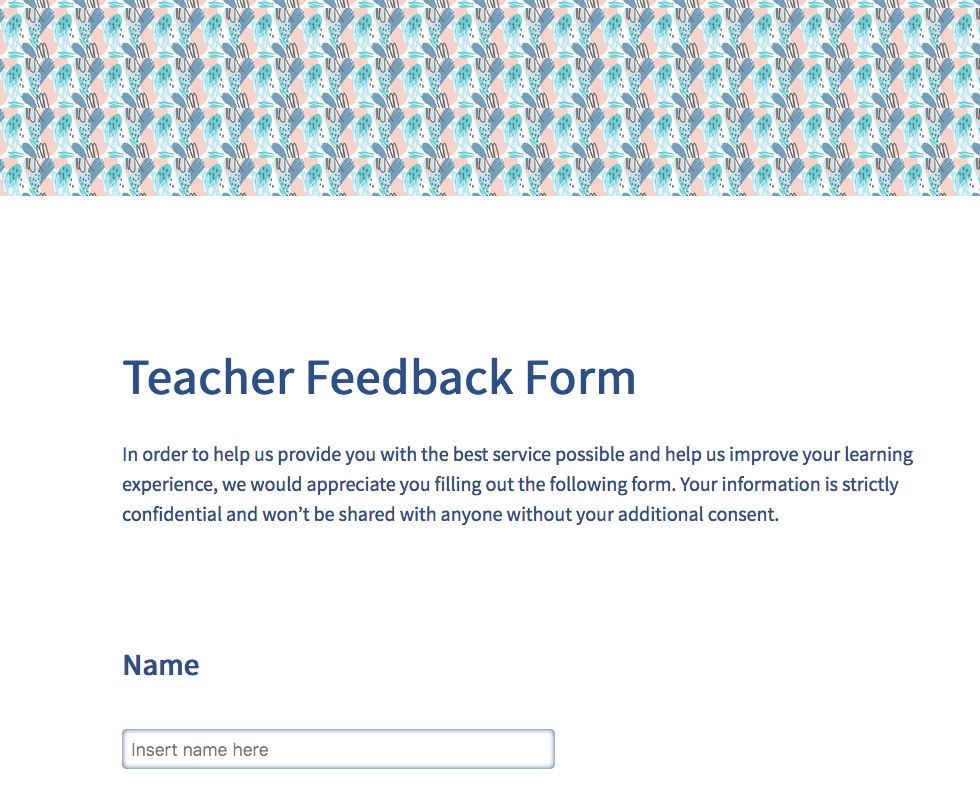 Teacher Feedback Form
In order to help us provide you with the best service possible and help us improve your learning
experience, we would appreciate you filling out the following form. Your information is strictly
confidential and won’t be shared with anyone without your additional consent.
Name
Insert name here